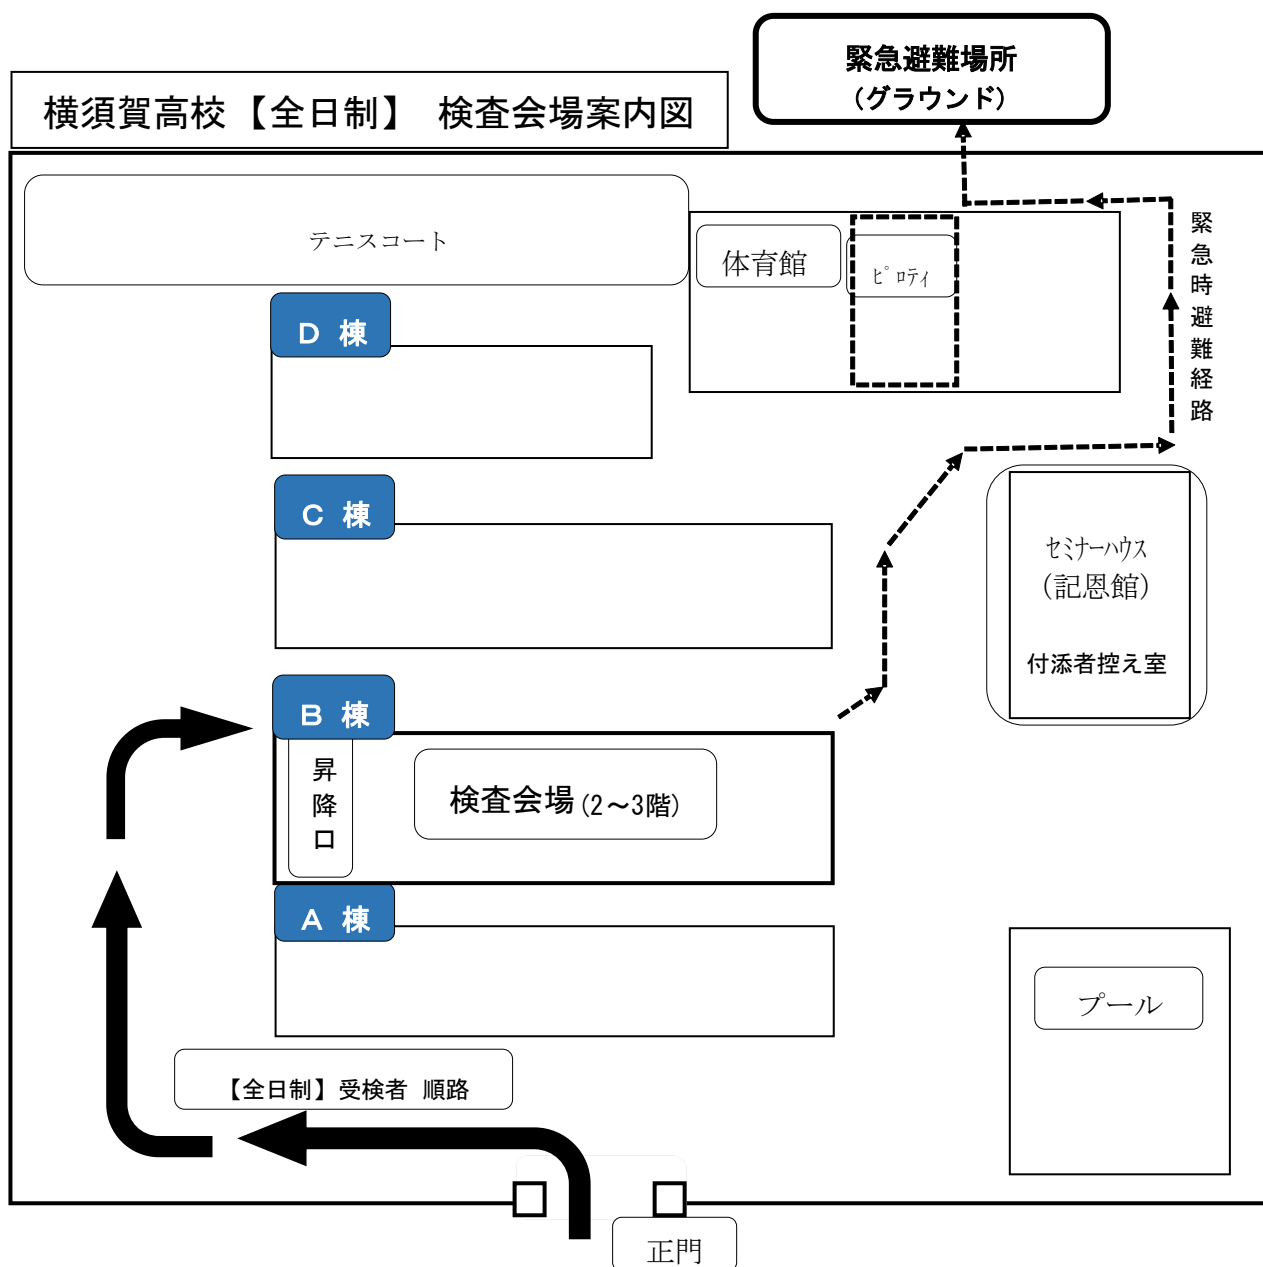 緊急避難場所
(グラウンド)
横須賀高校【全日制】 検査会場案内図
テニスコート
体育館
ピロティ
緊急時避難経路
D 棟
C 棟
セミナーハウス
(記恩館)
付添者控え室
B 棟
昇降口
検査会場(2～3階)
A 棟
プール
【全日制】受検者 順路
正門